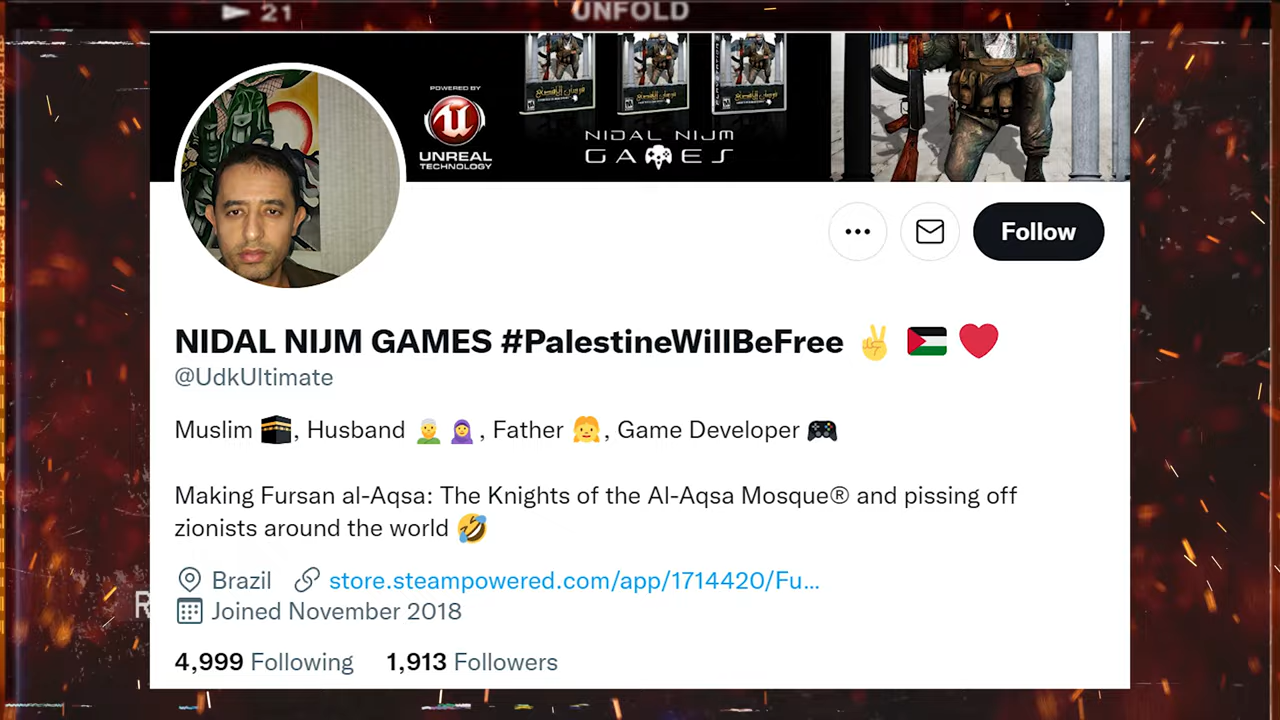 21
UNFOLD
POWERED BY
UNREAL
TECHNOLOGY
NIDAL NIJM
GAMES
Follow
NIDAL NIJM GAMES #PalestineWillBeFree ✌️ 🇵🇸 ❤️
@UdkUltimate
Muslim 🕋, Husband 👳 🧕, Father 👧, Game Developer 🎮
Making Fursan al-Aqsa: The Knights of the Al-Aqsa Mosque® and pissing off
zionists around the world 🤣
Brazil store.steampowered.com/app/1714420/Fu...
Joined November 2018
4,999 Following 1,913 Followers